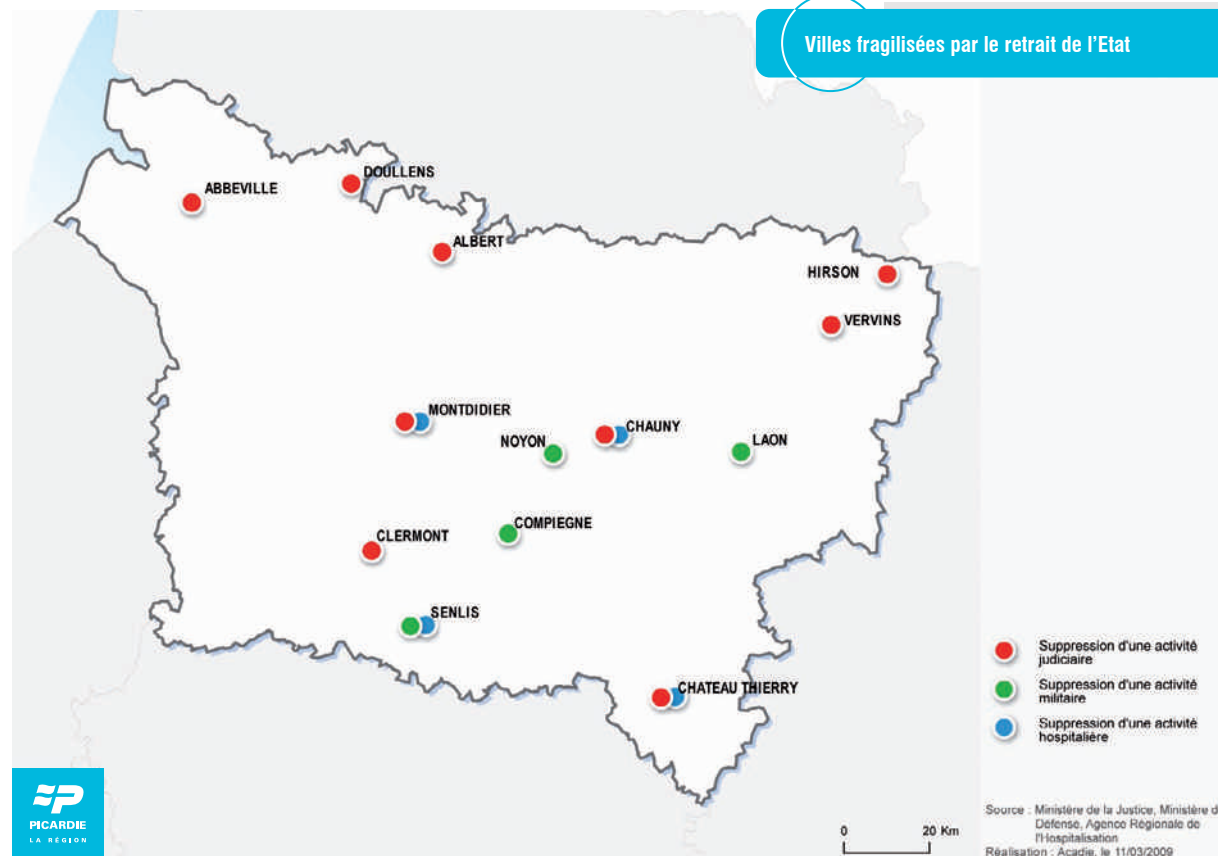 Villes fragilisées par le retrait de l'Etat
DOULLENS
ABBEVILLE
ALBERT
HIRSON
VERVINS
MONTDIDIER
CHAUNY
NOYON
LAON
COMPIEGNE
CLERMONT
SENLIS
CHATEAU THIERRY
Suppression d'une activité
judiciaire
Suppression d'une activité
militaire
Suppression d'une activité
hospitalière
PICARDIE
LA RÉGION
0 20 Km
Source : Ministère de la Justice, Ministère d
Défense, Agence Régionale de
l'Hospitalisation
Réalisation : Acadie, le 11/03/2009